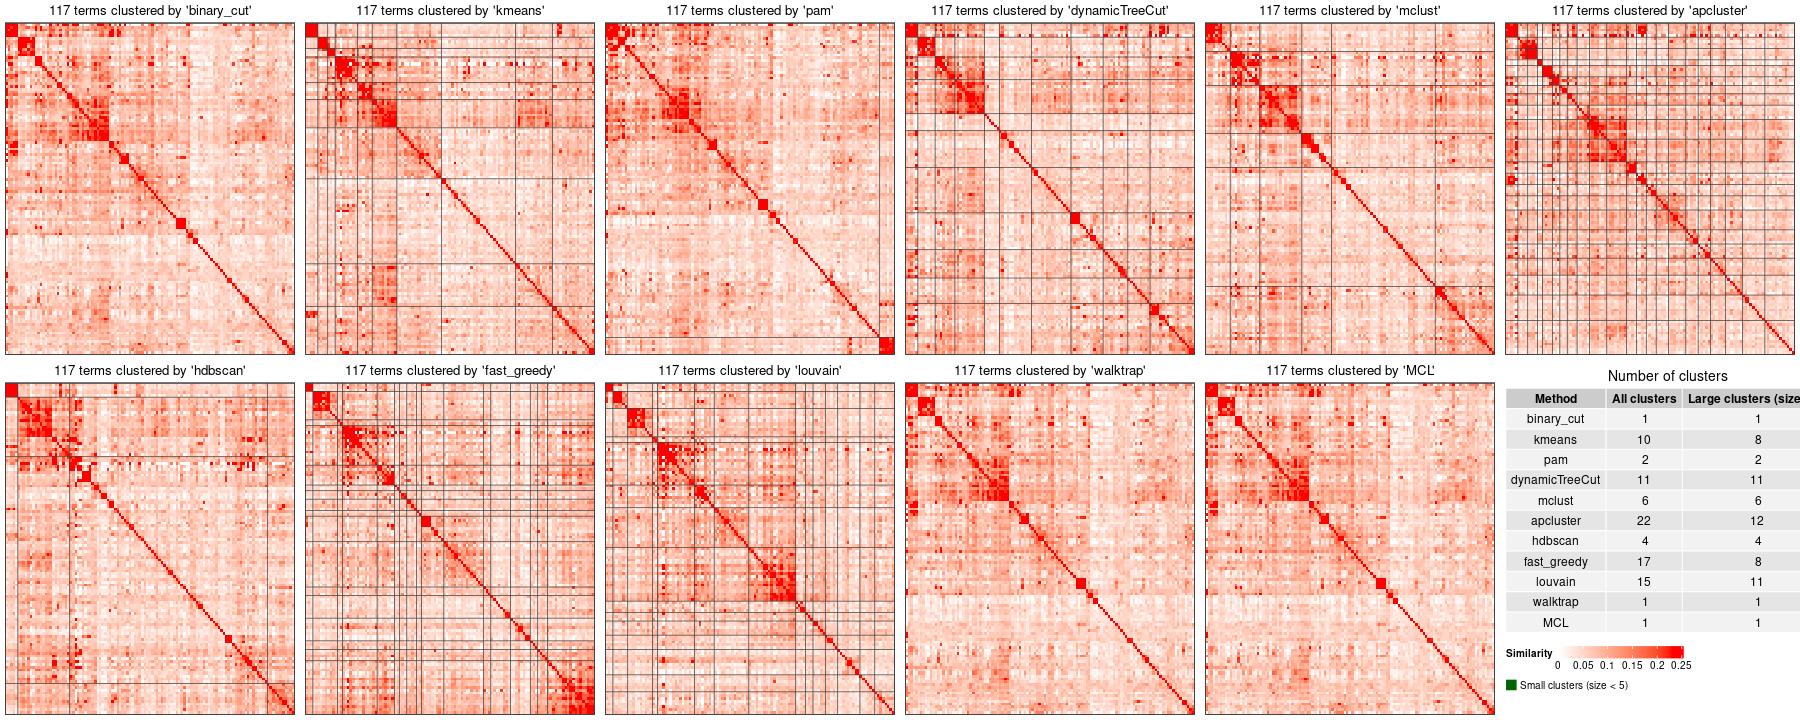 117 terms clustered by 'binary_cut'
117 terms clustered by 'kmeans'
117 terms clustered by 'pam'
117 terms clustered by 'dynamicTreeCut'
117 terms clustered by 'mclust'
117 terms clustered by 'apcluster'
117 terms clustered by 'hdbscan'
117 terms clustered by 'fast_greedy'
117 terms clustered by 'louvain'
117 terms clustered by 'walktrap'
117 terms clustered by 'MCL'
Number of clusters
Method All clusters Large clusters (size
binary_cut 1 1
kmeans 10 8
pam 2 2
dynamicTreeCut 11 11
mclust 6 6
apcluster 22 12
hdbscan 4 4
fast_greedy 17 8
louvain 15 11
walktrap 1 1
MCL 1 1
Similarity
0 0.05 0.1 0.15 0.2 0.25
Small clusters (size < 5)